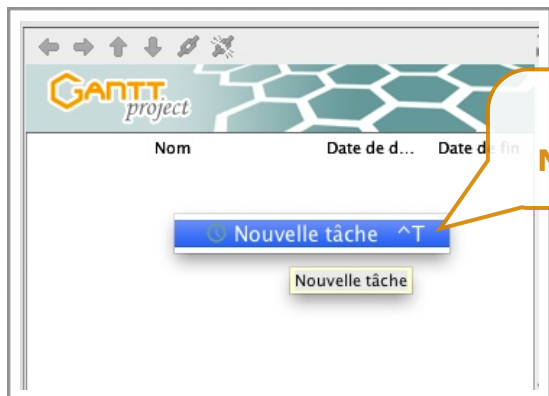 GANTT
project
Nom Date de d... Date de fin
N
Nouvelle tâche ^T
Nouvelle tâche